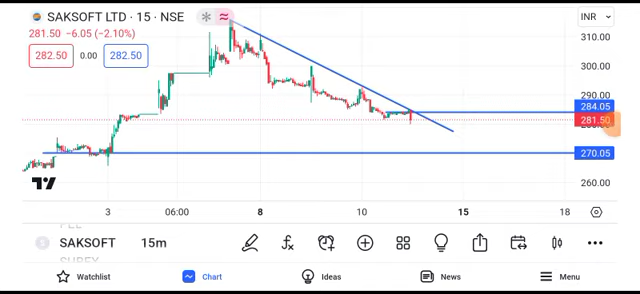 SAKSOFT LTD · 15 · NSE
INR
281.50 −6.05 (−2.10%)
282.50 0.00 282.50
310.00
300.00
290.00
284.05
281.50
270.05
260.00
3 06:00 8 10 15 18
SAKSOFT 15m
Watchlist Chart Ideas News Menu